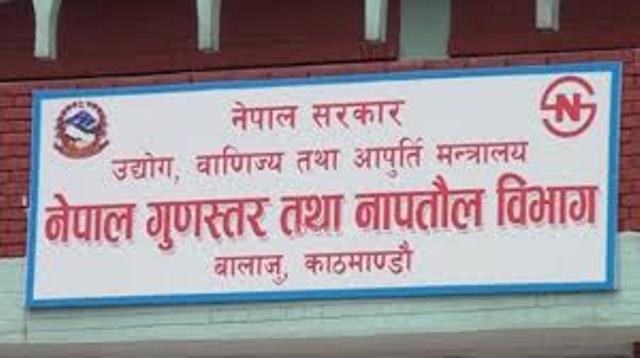 नेपाल सरकार
उद्योग, वाणिज्य तथा आपुर्ति मन्त्रालय
नेपाल गुणस्तर तथा नापतौल विभाग
बालाजु, काठमाण्डौ